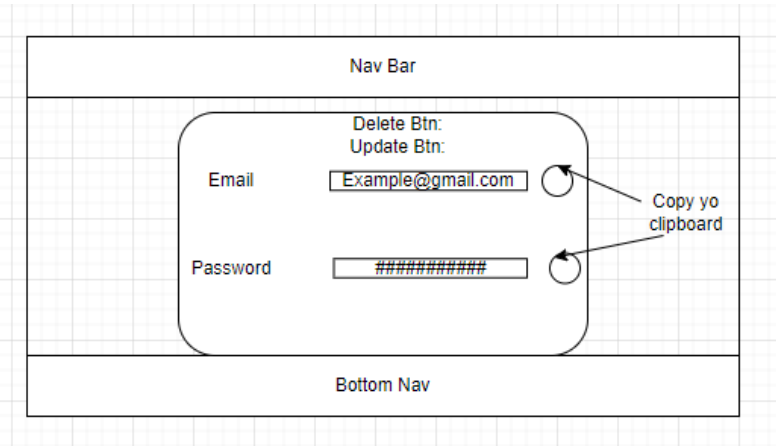 Nav Bar
Delete Btn:
Update Btn:
Email
Example@gmail.com
Copy yo
clipboard
Password
###########
Bottom Nav